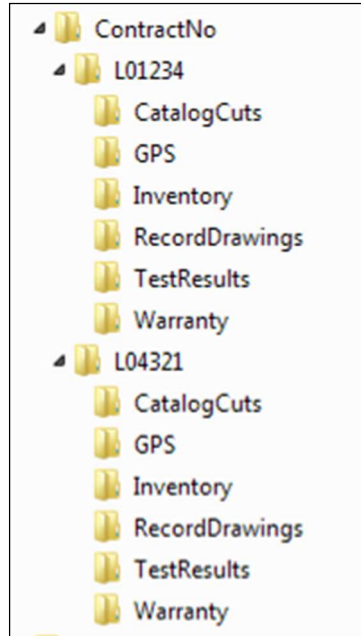 ContractNo
L01234
CatalogCuts
GPS
Inventory
RecordDrawings
TestResults
Warranty
L04321
CatalogCuts
GPS
Inventory
RecordDrawings
TestResults
Warranty